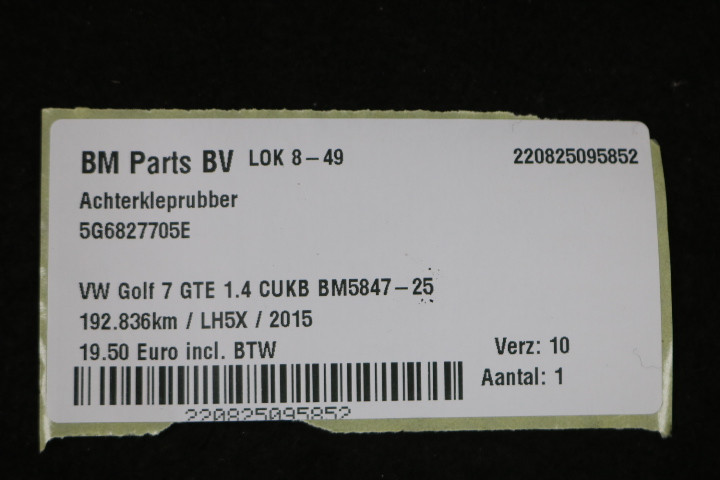 BM Parts BV LOK 8-49 220825095852
Achterkleprubber
5G6827705E
VW Golf 7 GTE 1.4 CUKB BM5847-25
192.836km / LH5X / 2015
19.50 Euro incl. BTW Verz: 10
Aantal: 1
220825095852